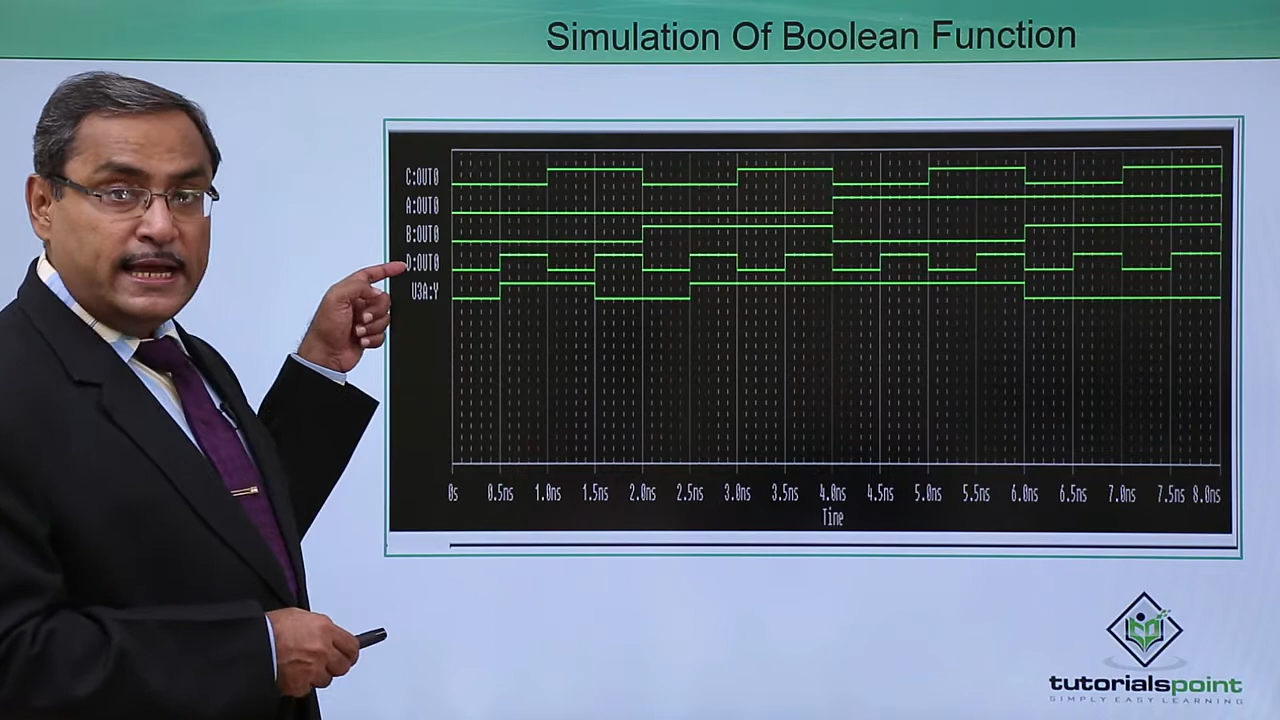 Simulation Of Boolean Function
C:OUT0
A:OUT0
B:OUT0
D:OUT0
U3A:Y
0s 0.5ns 1.0ns 1.5ns 2.0ns 2.5ns 3.0ns 3.5ns 4.0ns 4.5ns 5.0ns 5.5ns 6.0ns 6.5ns 7.0ns 7.5ns 8.0ns
Time
tutorialspoint
SIMPLY EASY LEARNING